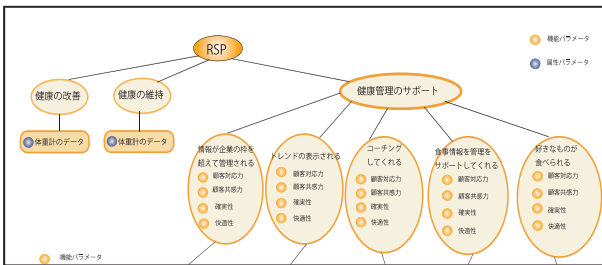 RSP
機能パラメータ
属性パラメータ
健康の改善
健康の維持
健康管理のサポート
体重計のデータ
体重計のデータ
情報が企業の枠を
超えて管理される
顧客対応力
顧客共感力
確実性
快適性
トレンドの表示される
顧客対応力
顧客共感力
確実性
快適性
コーチング
してくれる
顧客対応力
顧客共感力
確実性
快適性
食事情報を管理を
サポートしてくれる
顧客対応力
顧客共感力
確実性
快適性
好きなものが
食べられる
顧客対応力
顧客共感力
確実性
快適性
機能パラメータ